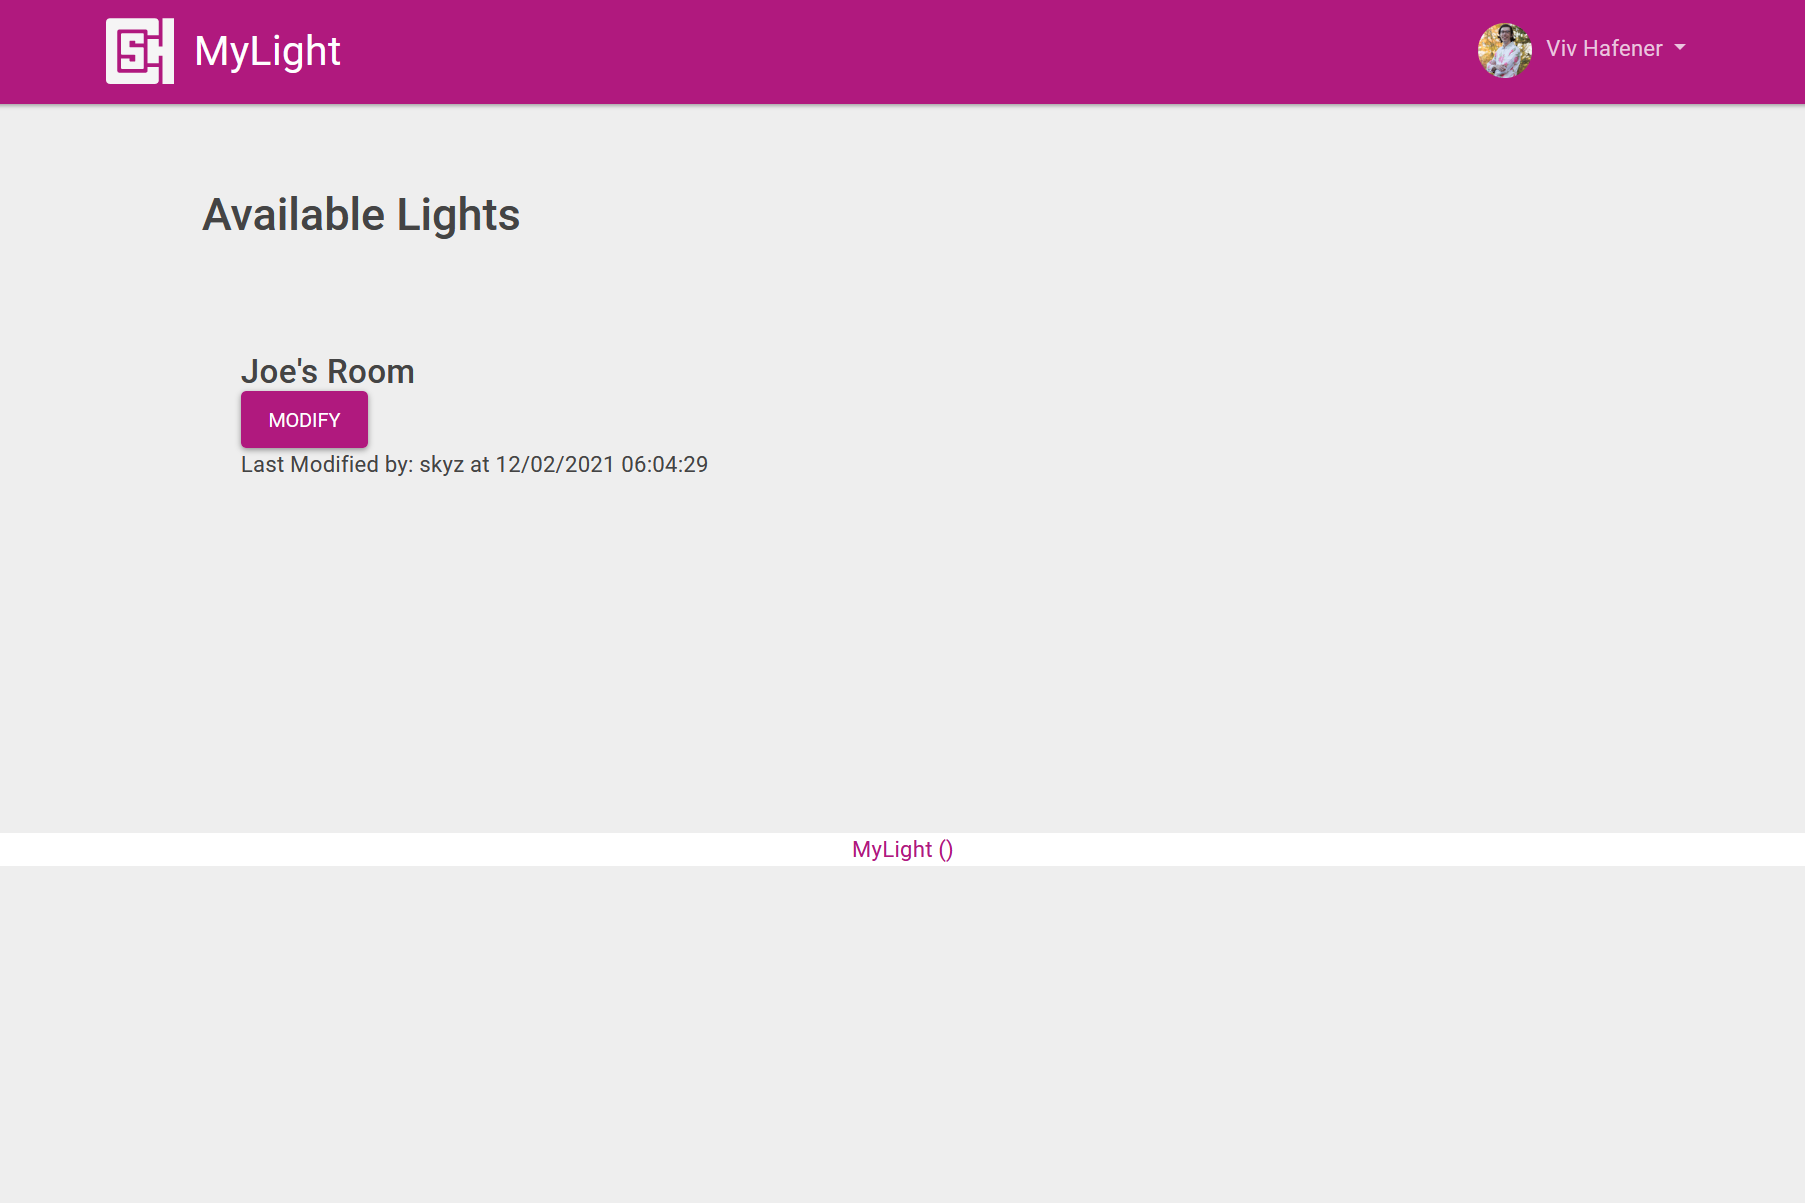 MyLight
Viv Hafener
Available Lights
Joe's Room
MODIFY
Last Modified by: skyz at 12/02/2021 06:04:29
MyLight ()